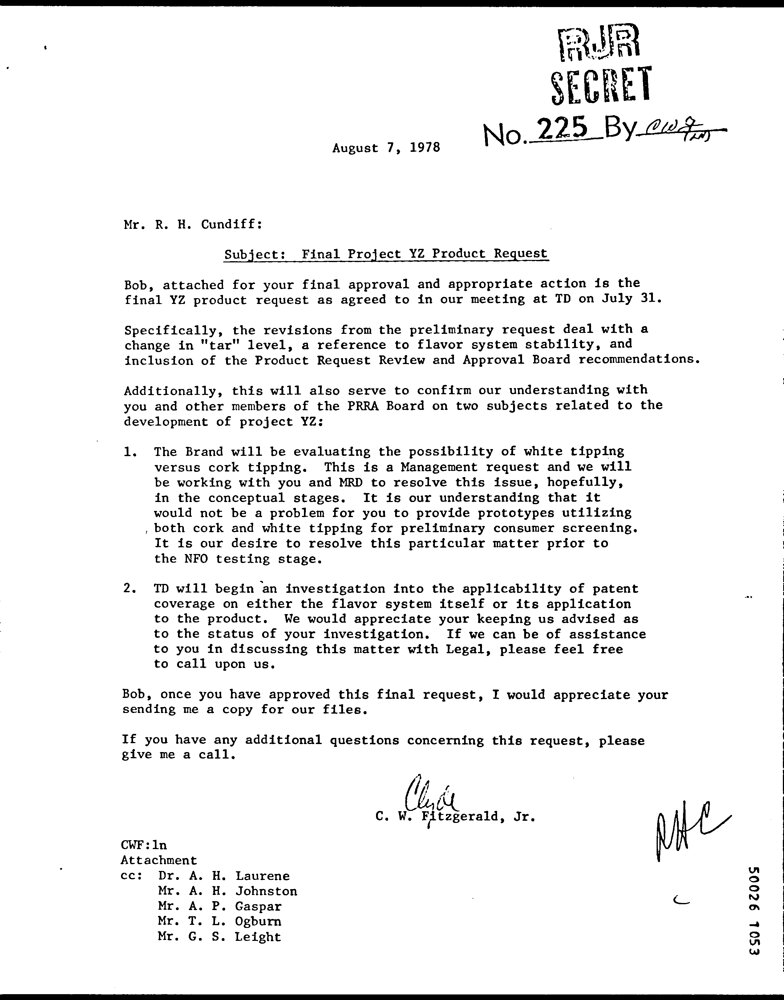 RJR
SECRET
No. 225 By
August 7, 1978
Mr. R. H. Cundiff:
Subject: Final Project YZ Product Request
Bob, attached for your final approval and appropriate action is the
final YZ product request as agreed to in our meeting at TD on July 31.
Specifically, the revisions from the preliminary request deal with a
change in "tar" level, a reference to flavor system stability, and
inclusion of the Product Request Review and Approval Board recommendations.
Additionally, this will also serve to confirm our understanding with
you and other members of the PRRA Board on two subjects related to the
development of project YZ:
1. The Brand will be evaluating the possibility of white tipping
versus cork tipping. This is a Management request and we will
be working with you and MRD to resolve this issue, hopefully,
in the conceptual stages. It is our understanding that it
would not be a problem for you to provide prototypes utilizing
both cork and white tipping for preliminary consumer screening.
It is our desire to resolve this particular matter prior to
the NFO testing stage.
2. TD will begin an investigation into the applicability of patent
coverage on either the flavor system itself or its application
to the product. We would appreciate your keeping us advised as
to the status of your investigation. If we can be of assistance
to you in discussing this matter with Legal, please feel free
to call upon us.
Bob, once you have approved this final request, I would appreciate your
sending me a copy for our files.
If you have any additional questions concerning this request, please
give me a call.
Clyde
C. W. Fitzgerald, Jr.
RHC
CWF:ln
Attachment
cc: Dr. A. H. Laurene
Mr. A. H. Johnston
Mr. A. P. Gaspar
Mr. T. L. Ogburn
Mr. G. S. Leight
50026 1053